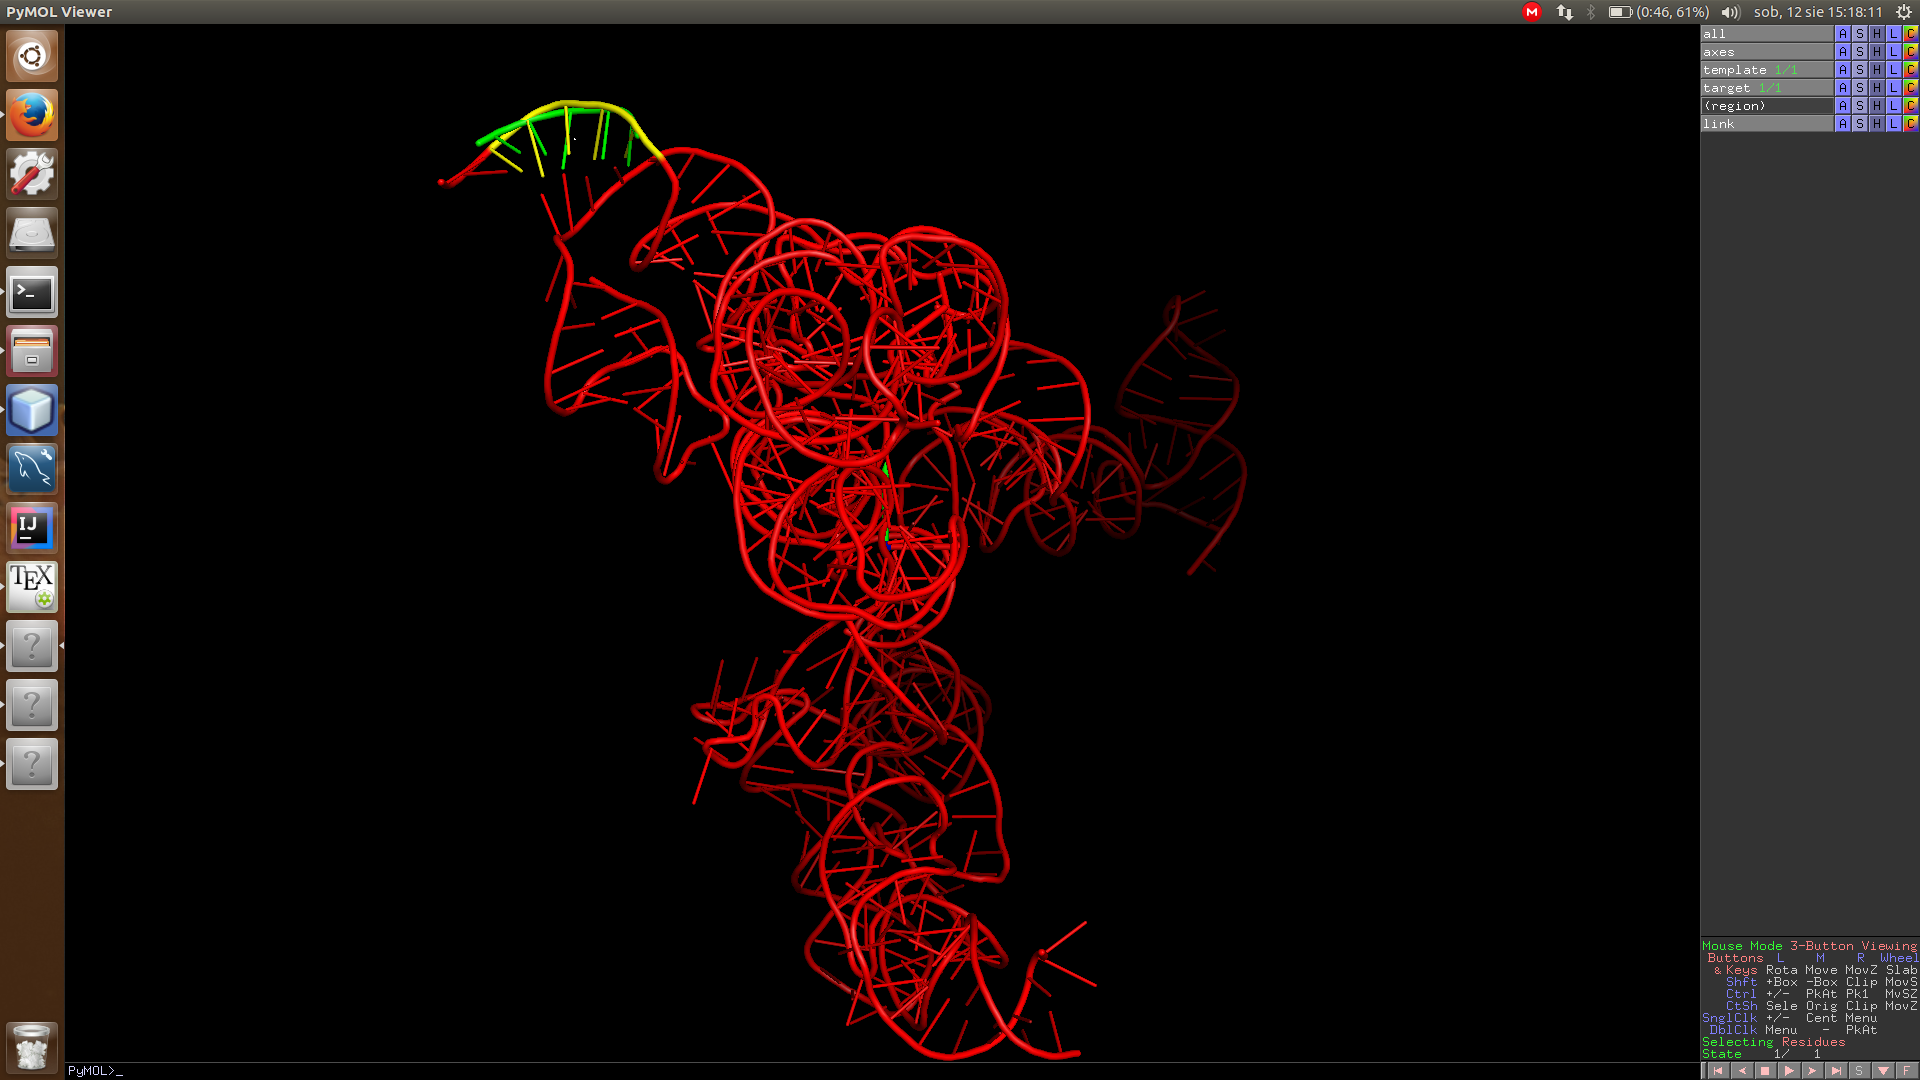 PyMOL Viewer
M (0:46, 61%) sob, 12 sie 15:18:11
all A S H L C
axes A S H L C
template 1/1 A S H L C
target 1/1 A S H L C
(region) A S H L C
link A S H L C
>_
IJ
TEX
?
?
?
Mouse Mode 3-Button Viewing
Buttons L M R Wheel
& Keys Rota Move MovZ Slab
Shft +Box -Box Clip MovS
Ctrl +/- PkAt Pk1 MvSZ
CtSh Sele Orig Clip MovZ
SnglClk +/- Cent Menu
DblClk Menu - PkAt
Selecting Residues
State 1/ 1
S F
PyMOL>_